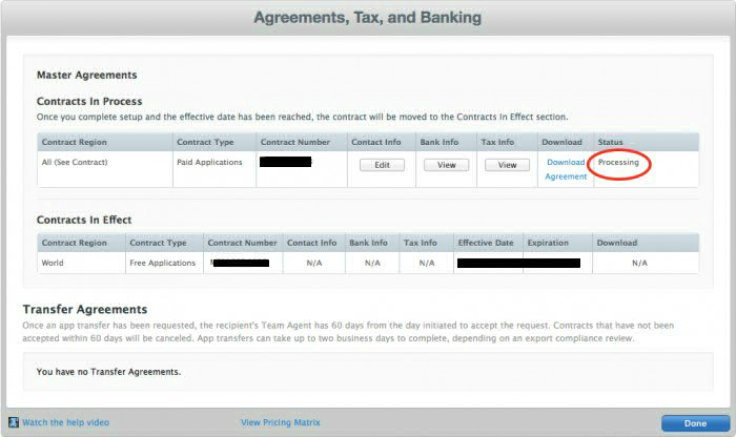 Agreements, Tax, and Banking
Master Agreements
Contracts In Process
Once you complete setup and the effective date has been reached, the contract will be moved to the Contracts In Effect section.
Contract Region Contract Type Contract Number Contact Info Bank Info Tax Info Download Status
All (See Contract) Paid Applications Edit View View Download Processing
Agreement
Contracts In Effect
Contract Region Contract Type Contract Number Contact Info Bank Info Tax Info Effective Date Expiration Download
World Free Applications N/A N/A N/A N/A
Transfer Agreements
Once an app transfer has been requested, the recipient's Team Agent has 60 days from the day initiated to accept the request. Contracts that have not been
accepted within 60 days will be canceled. App transfers can take up to two business days to complete, depending on an export compliance review.
You have no Transfer Agreements.
Watch the help video View Pricing Matrix Done